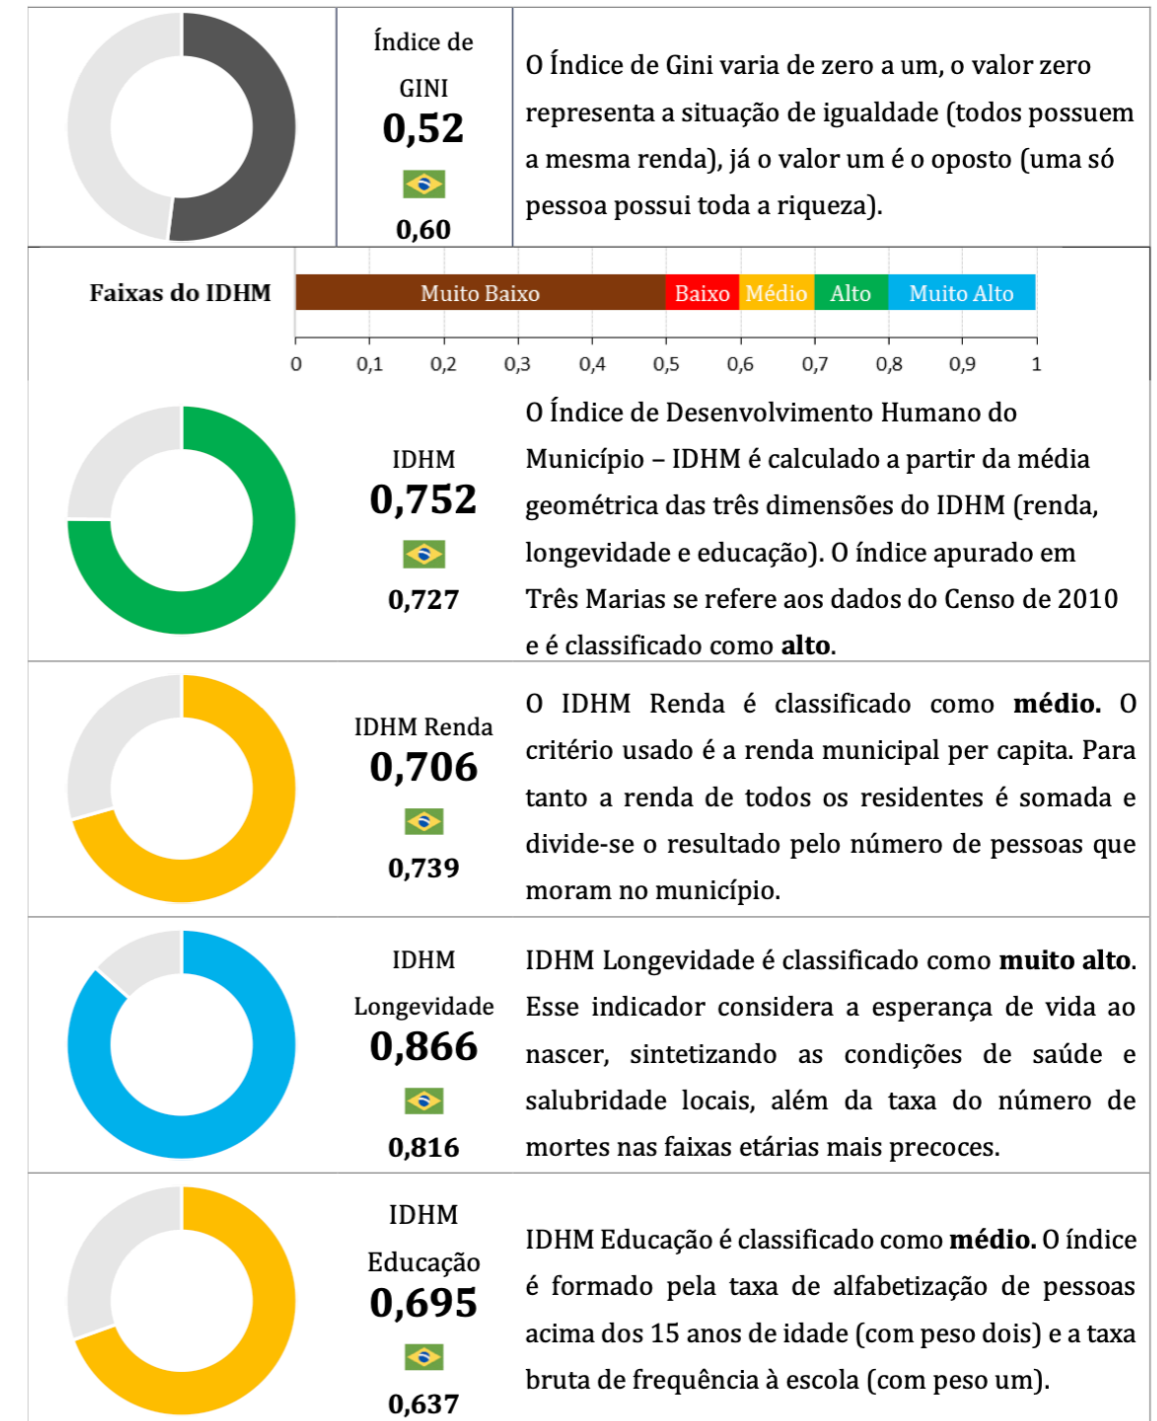 Índice de
GINI
0,52
0,60
O Índice de Gini varia de zero a um, o valor zero
representa a situação de igualdade (todos possuem
a mesma renda), já o valor um é o oposto (uma só
pessoa possui toda a riqueza).
Faixas do IDHM
Muito Baixo Baixo Médio Alto Muito Alto
0 0,1 0,2 0,3 0,4 0,5 0,6 0,7 0,8 0,9 1
IDHM
0,752
0,727
O Índice de Desenvolvimento Humano do
Município – IDHM é calculado a partir da média
geométrica das três dimensões do IDHM (renda,
longevidade e educação). O índice apurado em
Três Marias se refere aos dados do Censo de 2010
e é classificado como alto.
IDHM Renda
0,706
0,739
O IDHM Renda é classificado como médio. O
critério usado é a renda municipal per capita. Para
tanto a renda de todos os residentes é somada e
divide-se o resultado pelo número de pessoas que
moram no município.
IDHM
Longevidade
0,866
0,816
IDHM Longevidade é classificado como muito alto.
Esse indicador considera a esperança de vida ao
nascer, sintetizando as condições de saúde e
salubridade locais, além da taxa do número de
mortes nas faixas etárias mais precoces.
IDHM
Educação
0,695
0,637
IDHM Educação é classificado como médio. O índice
é formado pela taxa de alfabetização de pessoas
acima dos 15 anos de idade (com peso dois) e a taxa
bruta de frequência à escola (com peso um).